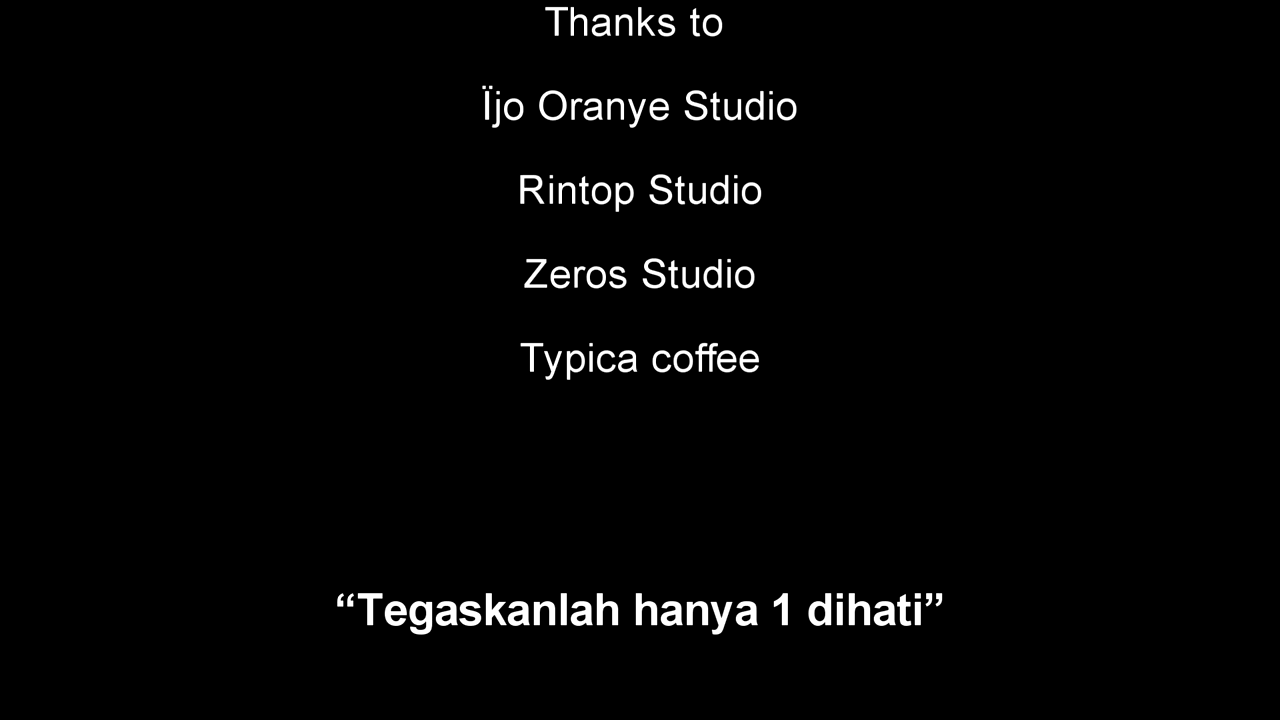 Thanks to
Ïjo Oranye Studio
Rintop Studio
Zeros Studio
Typica coffee
“Tegaskanlah hanya 1 dihati”